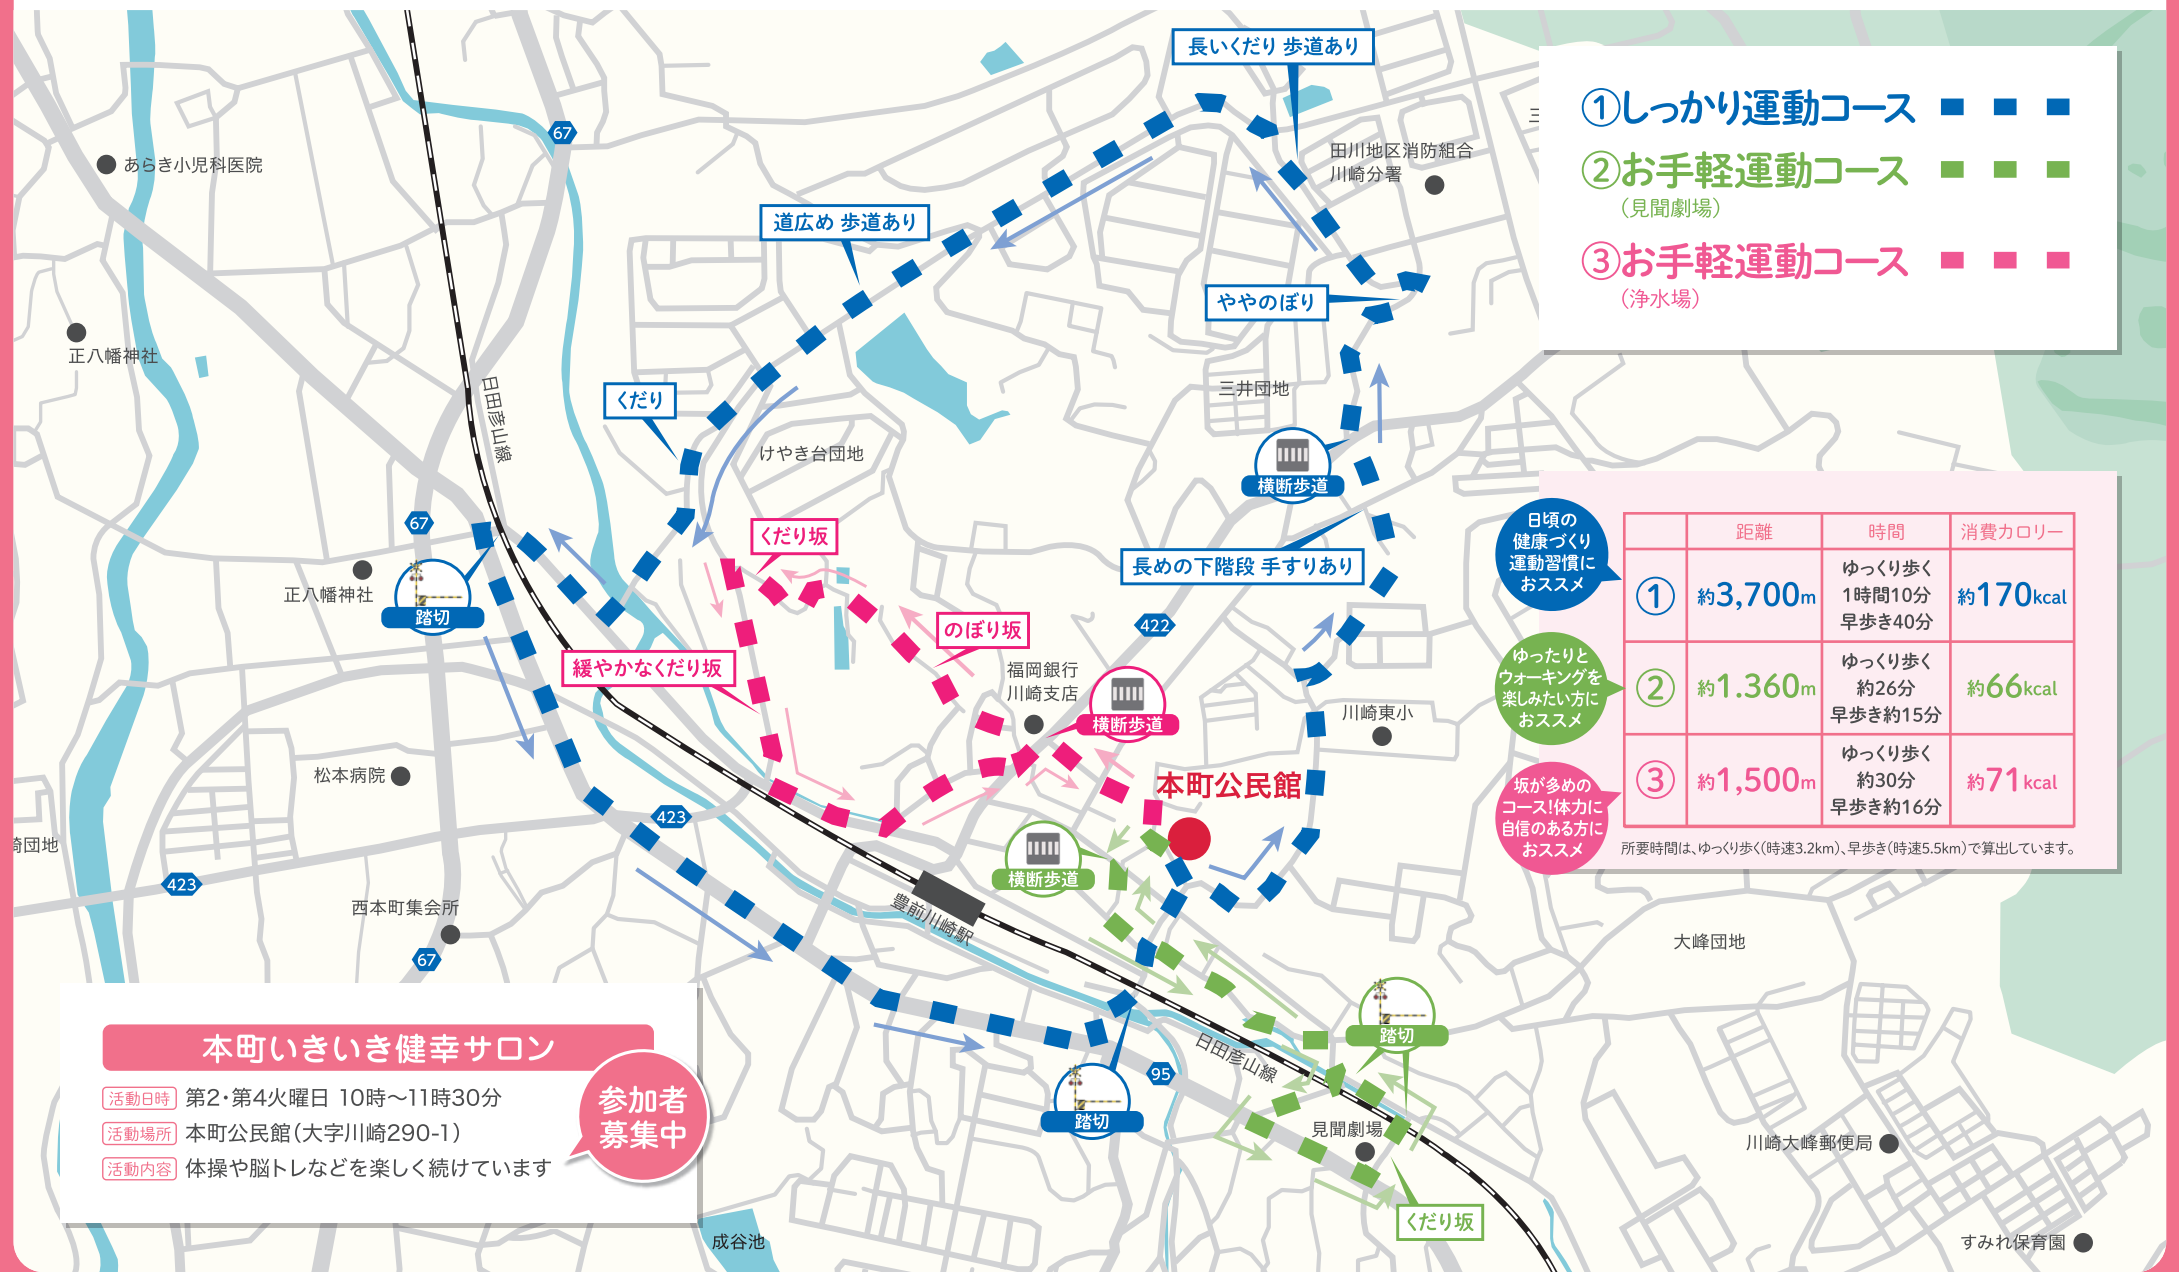 長いくだり 歩道あり
67
あらき小児科医院
田川地区消防組合
川崎分署
道広め 歩道あり
ややのぼり
正八幡神社
日田彦山線
三井団地
くだり
けやき台団地
横断歩道
67
くだり坂
長めの下階段 手すりあり
正八幡神社
踏切
422
のぼり坂
緩やかなくだり坂
福岡銀行
川崎支店
横断歩道
川崎東小
松本病院
本町公民館
423
崎団地
横断歩道
423
西本町集会所
豊前川崎駅
67
大峰団地
踏切
日田彦山線
95
踏切
見聞劇場
川崎大峰郵便局
くだり坂
成谷池
すみれ保育園
三
①しっかり運動コース
②お手軽運動コース
（見聞劇場）
③お手軽運動コース
（浄水場）
日頃の
健康づくり
運動習慣に
おススメ
ゆったりと
ウォーキングを
楽しみたい方に
おススメ
坂が多めの
コース!体力に
自信のある方に
おススメ
距離 時間 消費カロリー
① 約3,700m ゆっくり歩く 1時間10分 早歩き40分 約170kcal
② 約1.360m ゆっくり歩く 約26分 早歩き約15分 約66kcal
③ 約1,500m ゆっくり歩く 約30分 早歩き約16分 約71kcal
所要時間は、ゆっくり歩く（時速3.2km）、早歩き（時速5.5km）で算出しています。
本町いきいき健幸サロン
活動日時 第2・第4火曜日 10時〜11時30分
活動場所 本町公民館（大字川崎290-1）
活動内容 体操や脳トレなどを楽しく続けています
参加者
募集中